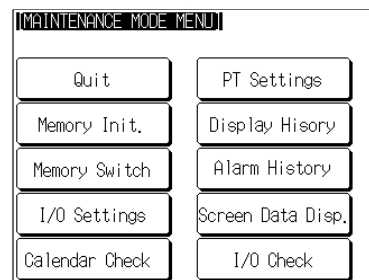 [MAINTENANCE MODE MENU]
Quit
PT Settings
Memory Init.
Display Hisory
Memory Switch
Alarm History
I/O Settings
Screen Data Disp.
Calendar Check
I/O Check